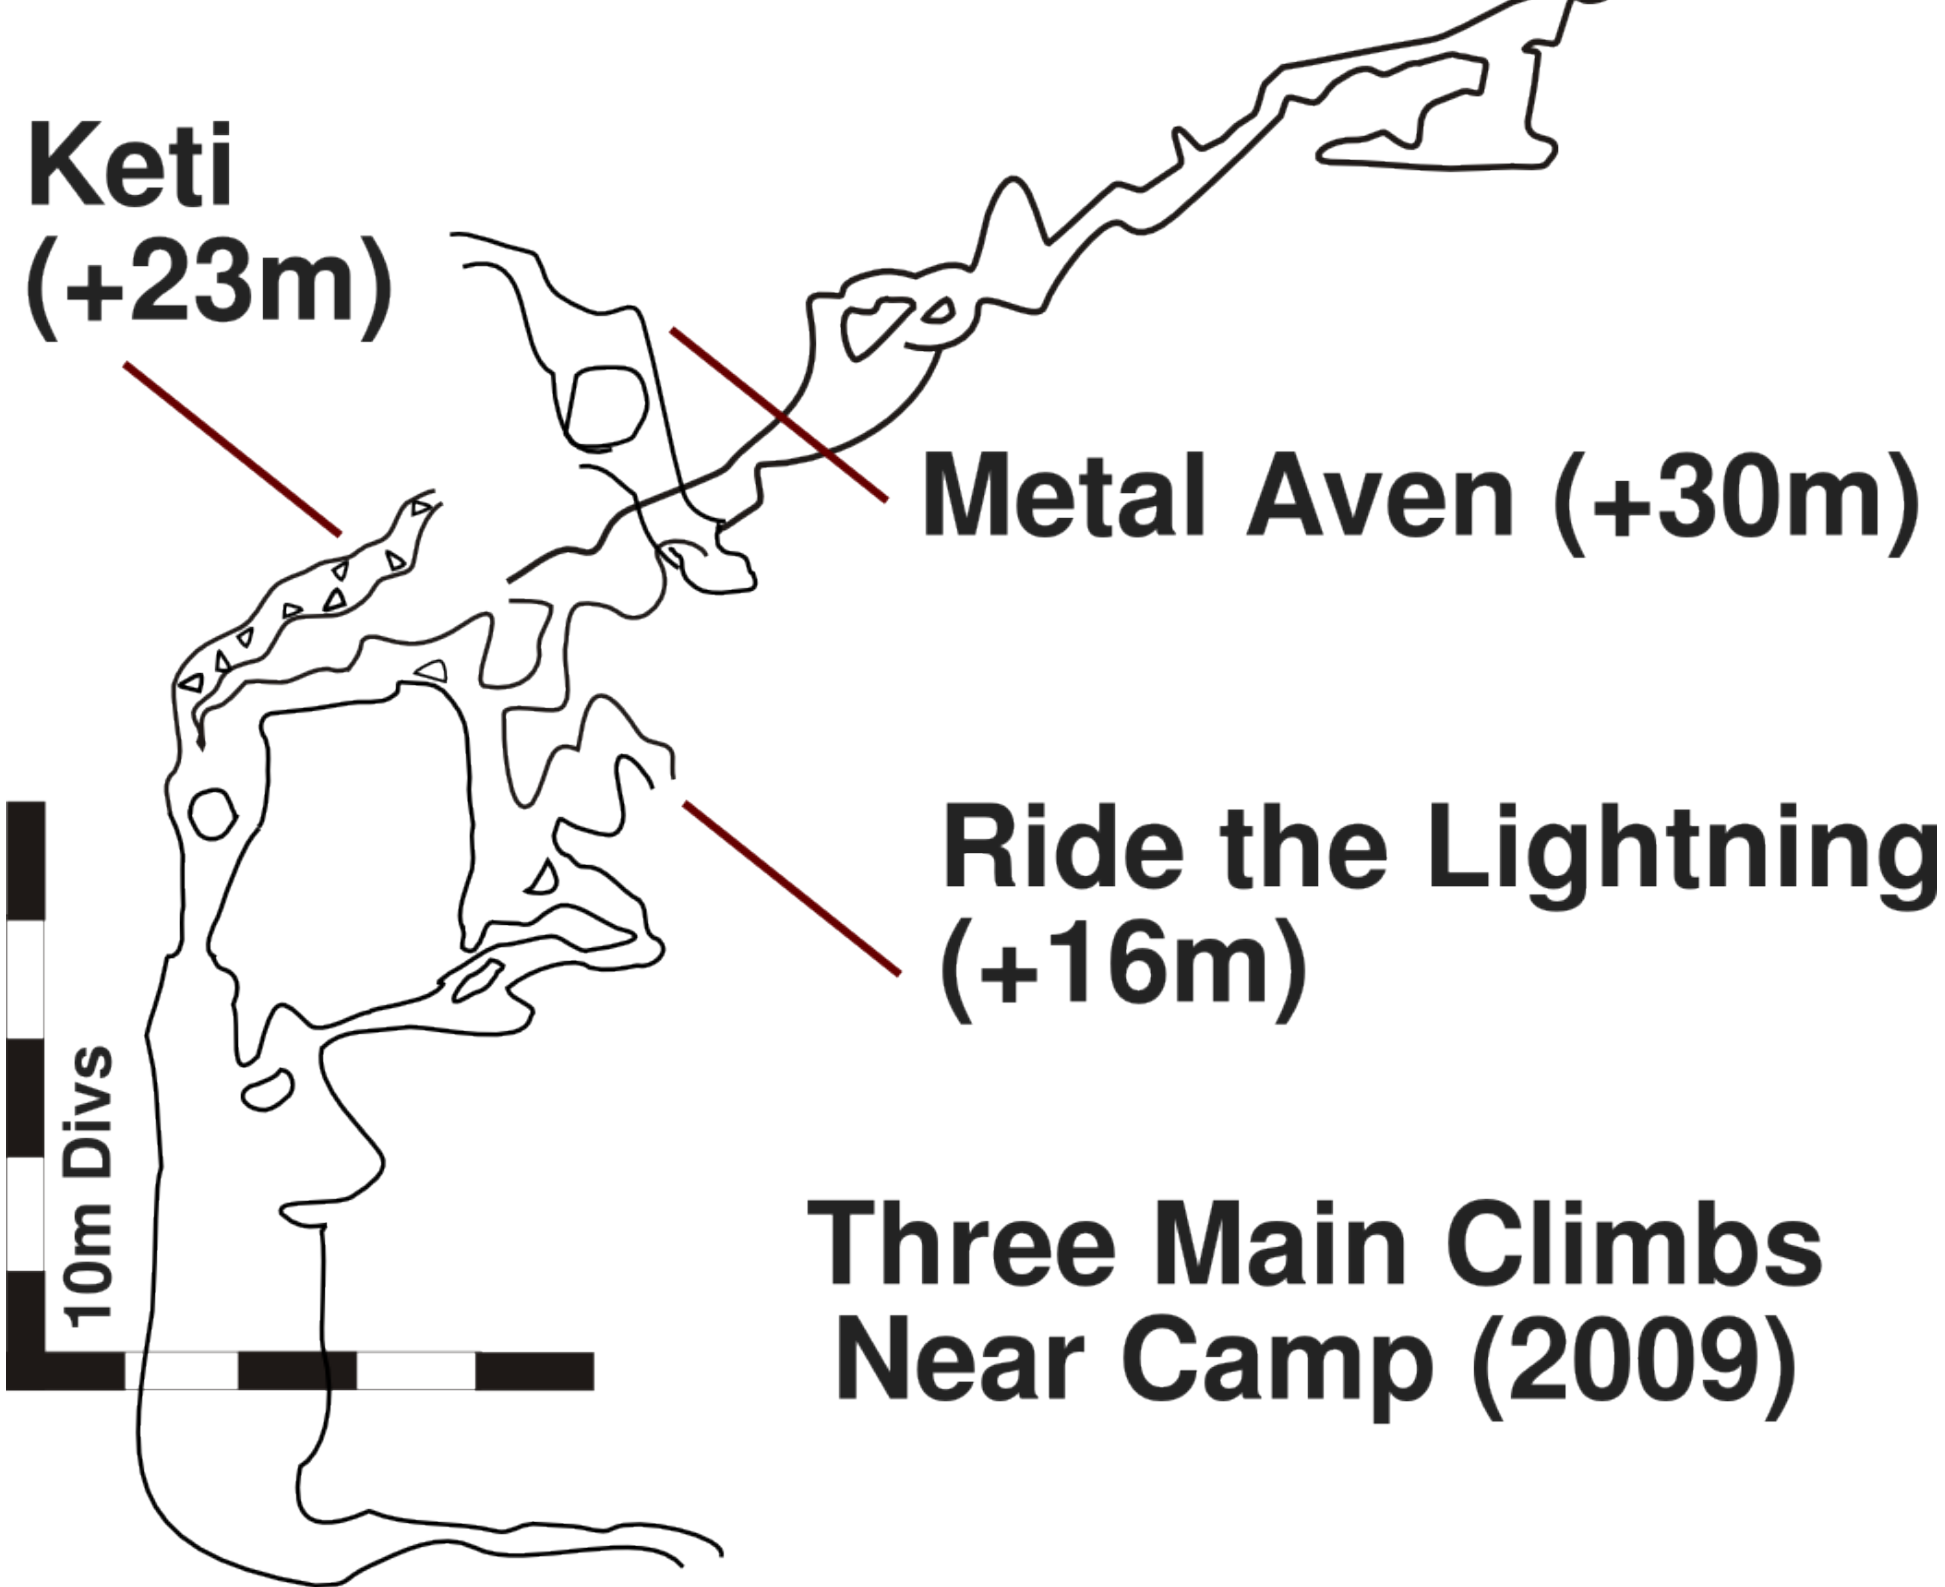 Keti
(+23m)
Metal Aven (+30m)
Ride the Lightning
(+16m)
10m Divs
Three Main Climbs
Near Camp (2009)